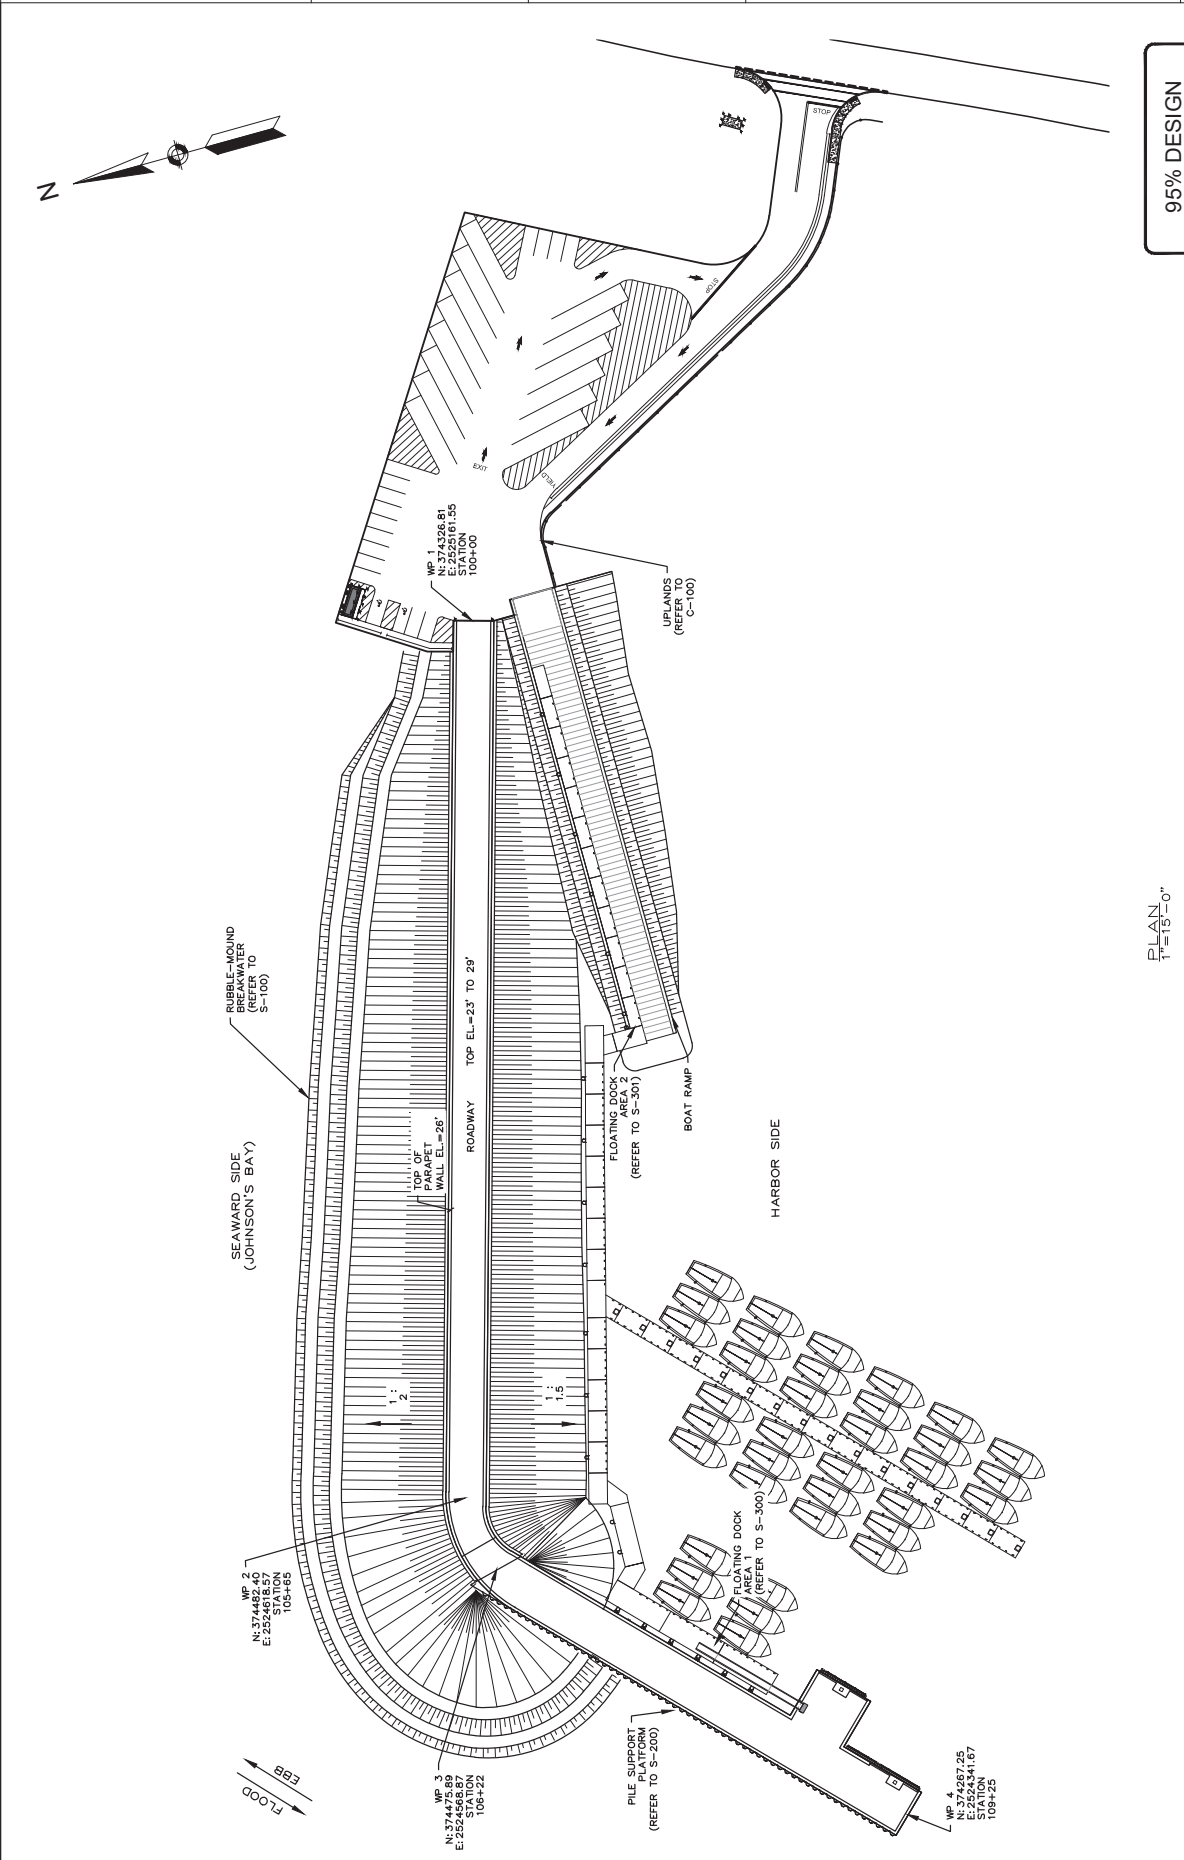 95% DESIGN
N
STOP
STOP
EXIT
YIELD
WP 1
N: 374326.81
E: 2525161.55
STATION
100+00
UPLANDS
(REFER TO
C-100)
RUBBLE-MOUND
BREAKWATER
(REFER TO
S-100)
SEAWARD SIDE
(JOHNSON'S BAY)
TOP OF
PARAPET
WALL EL.=26'
ROADWAY TOP EL.=23' TO 29'
FLOATING DOCK
AREA 2
(REFER TO S-301)
BOAT RAMP
HARBOR SIDE
PLAN
1"=15'-0"
1 :
2
1 :
1.5
WP 2
N: 374482.40
E: 2524618.57
STATION
105+65
FLOATING DOCK
AREA 1
(REFER TO S-300)
WP 3
N: 374475.89
E: 2524568.87
STATION
106+22
PILE SUPPORT
PLATFORM
(REFER TO S-200)
WP 4
N: 374267.25
E: 2524341.67
STATION
109+25
FLOOD
EBB